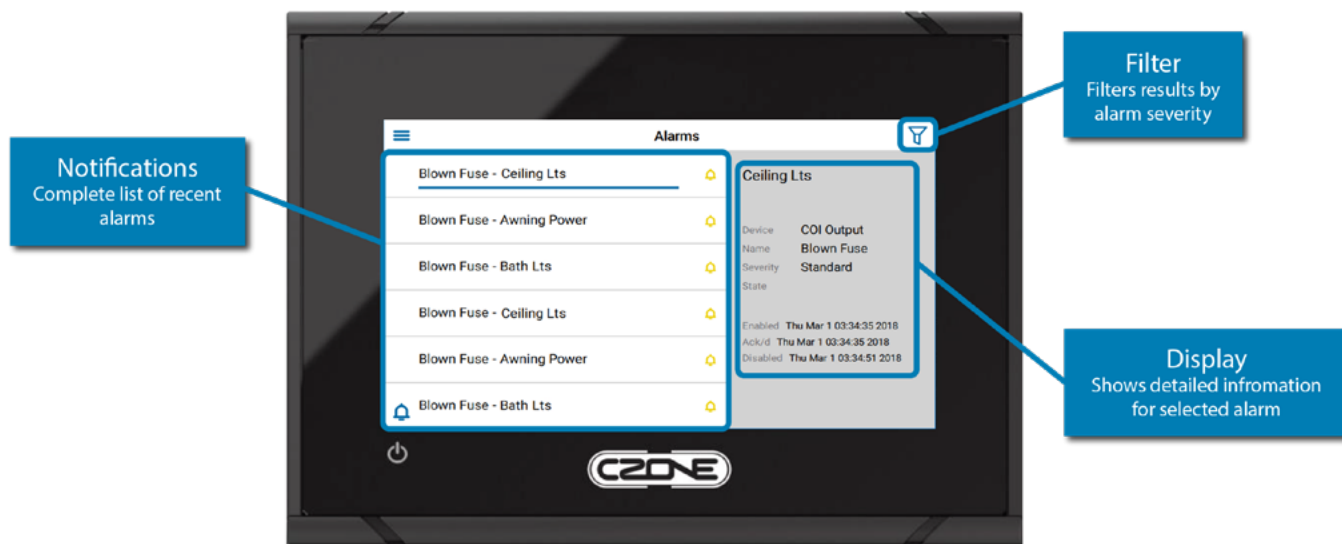 Filter
Filters results by
alarm severity
Notifications
Complete list of recent
alarms
Alarms
Blown Fuse - Ceiling Lts
Blown Fuse - Awning Power
Blown Fuse - Bath Lts
Blown Fuse - Ceiling Lts
Blown Fuse - Awning Power
Blown Fuse - Bath Lts
Ceiling Lts
Device COI Output
Name Blown Fuse
Severity Standard
State
Enabled Thu Mar 1 03:34:35 2018
Ack/d Thu Mar 1 03:34:35 2018
Disabled Thu Mar 1 03:34:51 2018
Display
Shows detailed infromation
for selected alarm
CZONE